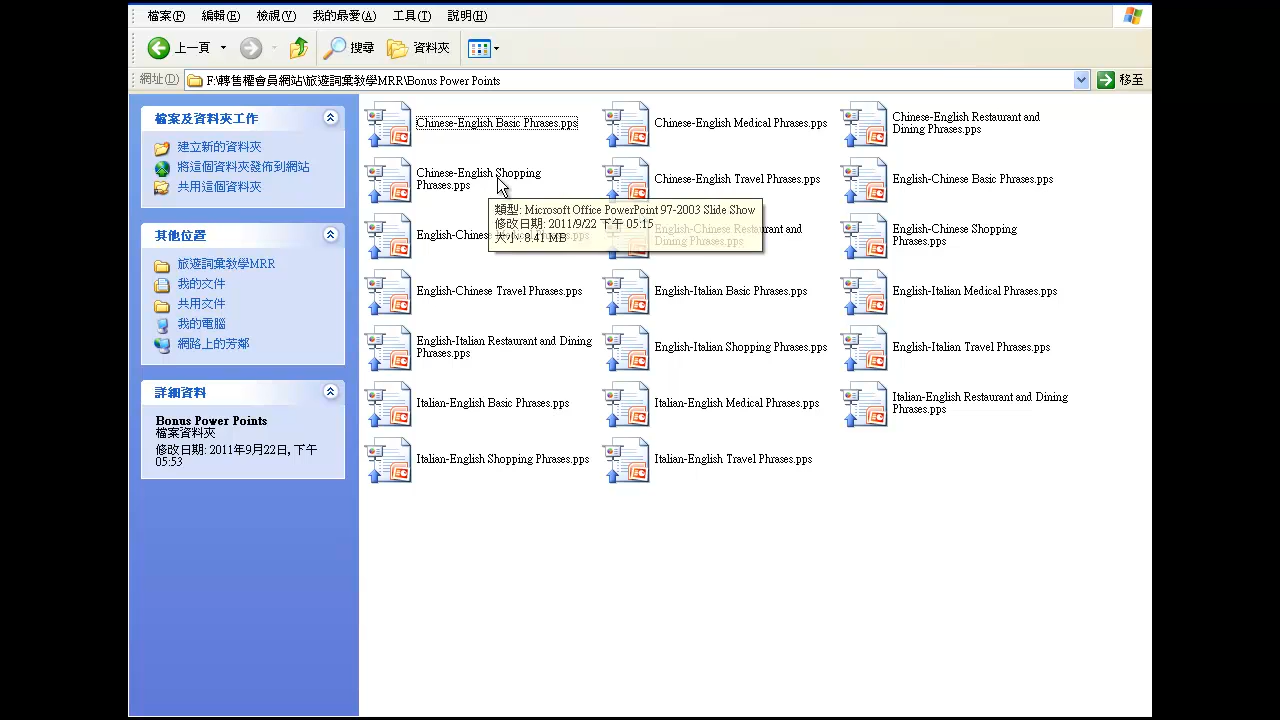 檔案(F) 編輯(E) 檢視(V) 我的最愛(A) 工具(T) 說明(H)
上一頁 搜尋 資料夾
網址(D) F:\轉售權會員網站\旅遊詞彙教學MRR\Bonus Power Points 移至
檔案及資料夾工作
建立新的資料夾
將這個資料夾發佈到網站
共用這個資料夾
其他位置
旅遊詞彙教學MRR
我的文件
共用文件
我的電腦
網路上的芳鄰
詳細資料
Bonus Power Points
檔案資料夾
修改日期: 2011年9月22日, 下午
05:53
Chinese-English Basic Phrases.pps
Chinese-English Medical Phrases.pps
Chinese-English Restaurant and
Dining Phrases.pps
Chinese-English Shopping
Phrases.pps
Chinese-English Travel Phrases.pps
English-Chinese Basic Phrases.pps
類型: Microsoft Office PowerPoint 97-2003 Slide Show
修改日期: 2011/9/22 下午 05:15
大小: 8.41 MB
English-Chinese
English-Chinese Restaurant and
Dining Phrases.pps
English-Chinese Shopping
Phrases.pps
English-Chinese Travel Phrases.pps
English-Italian Basic Phrases.pps
English-Italian Medical Phrases.pps
English-Italian Restaurant and Dining
Phrases.pps
English-Italian Shopping Phrases.pps
English-Italian Travel Phrases.pps
Italian-English Basic Phrases.pps
Italian-English Medical Phrases.pps
Italian-English Restaurant and Dining
Phrases.pps
Italian-English Shopping Phrases.pps
Italian-English Travel Phrases.pps